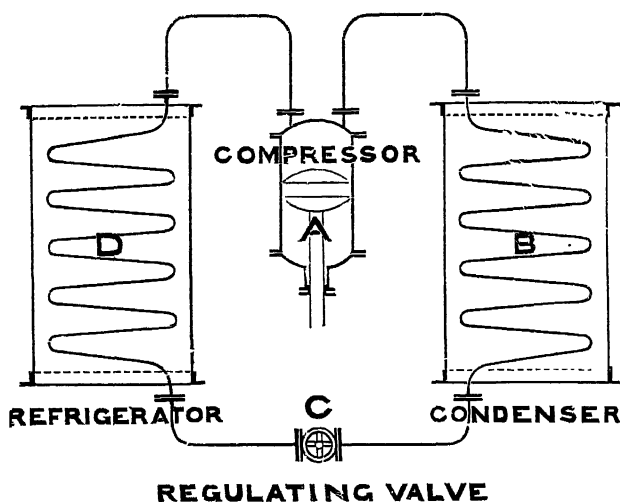 COMPRESSOR
A
D
B
C
REFRIGERATOR
CONDENSER
REGULATING VALVE